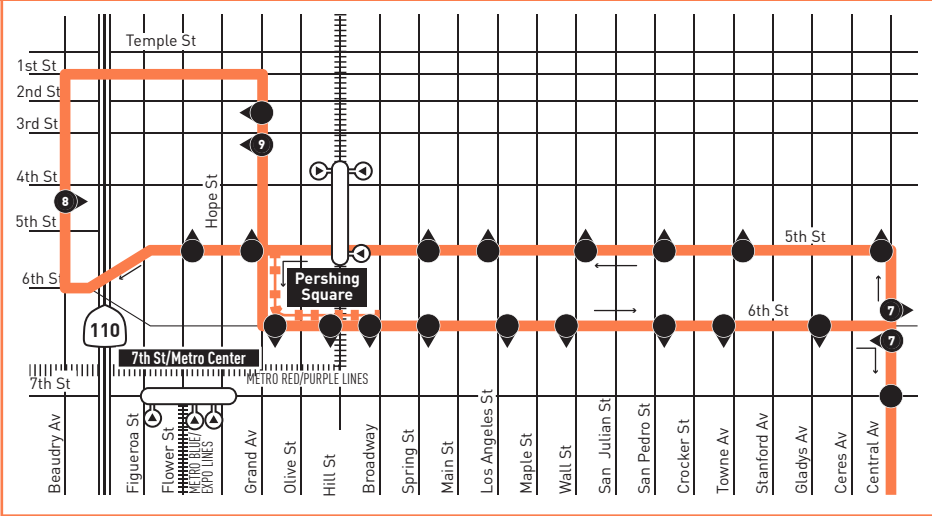 Temple St
1st St
2nd St
3rd St
9
4th St
8
Hope St
5th St
5th St
6th St
Pershing
Square
7
6th St
110
7
7th St/Metro Center
METRO RED/PURPLE LINES
7th St
Beaudry Av
Figueroa St
Flower St
METRO BLUE/
EXPO LINES
Grand Av
Olive St
Hill St
Broadway
Spring St
Main St
Los Angeles St
Maple St
Wall St
San Julian St
San Pedro St
Crocker St
Towne Av
Stanford Av
Gladys Av
Ceres Av
Central Av